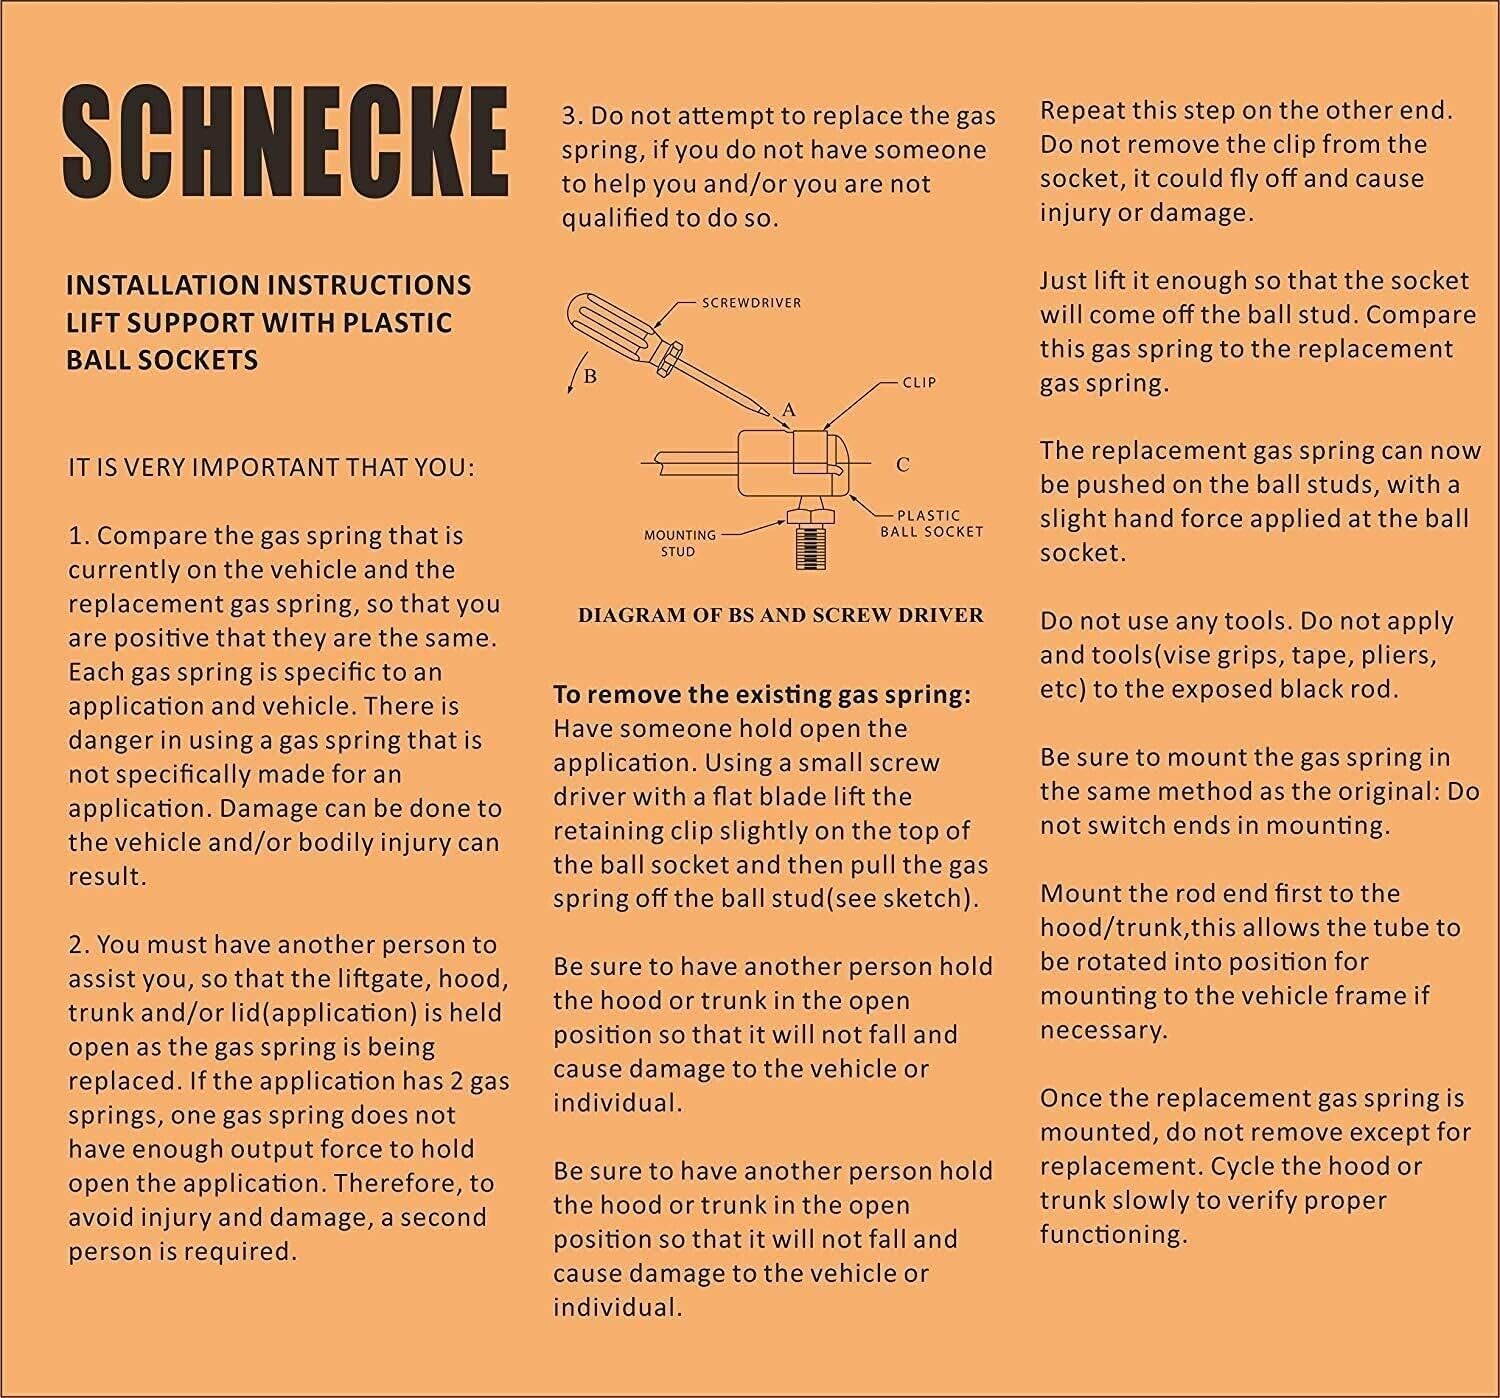 SCHNECKE
INSTALLATION INSTRUCTIONS
LIFT SUPPORT WITH PLASTIC
BALL SOCKETS
IT IS VERY IMPORTANT THAT YOU:
1. Compare the gas spring that is
currently on the vehicle and the
replacement gas spring, so that you
are positive that they are the same.
Each gas spring is specific to an
application and vehicle. There is
danger in using a gas spring that is
not specifically made for an
application. Damage can be done to
the vehicle and/or bodily injury can
result.
2. You must have another person to
assist you, so that the liftgate, hood,
trunk and/or lid(application) is held
open as the gas spring is being
replaced. If the application has 2 gas
springs, one gas spring does not
have enough output force to hold
open the application. Therefore, to
avoid injury and damage, a second
person is required.
3. Do not attempt to replace the gas
spring, if you do not have someone
to help you and/or you are not
qualified to do so.
SCREWDRIVER
B
CLIP
A
C
PLASTIC
BALL SOCKET
MOUNTING
STUD
DIAGRAM OF BS AND SCREW DRIVER
To remove the existing gas spring:
Have someone hold open the
application. Using a small screw
driver with a flat blade lift the
retaining clip slightly on the top of
the ball socket and then pull the gas
spring off the ball stud(see sketch).
Be sure to have another person hold
the hood or trunk in the open
position so that it will not fall and
cause damage to the vehicle or
individual.
Be sure to have another person hold
the hood or trunk in the open
position so that it will not fall and
cause damage to the vehicle or
individual.
Repeat this step on the other end.
Do not remove the clip from the
socket, it could fly off and cause
injury or damage.
Just lift it enough so that the socket
will come off the ball stud. Compare
this gas spring to the replacement
gas spring.
The replacement gas spring can now
be pushed on the ball studs, with a
slight hand force applied at the ball
socket.
Do not use any tools. Do not apply
and tools(vise grips, tape, pliers,
etc) to the exposed black rod.
Be sure to mount the gas spring in
the same method as the original: Do
not switch ends in mounting.
Mount the rod end first to the
hood/trunk,this allows the tube to
be rotated into position for
mounting to the vehicle frame if
necessary.
Once the replacement gas spring is
mounted, do not remove except for
replacement. Cycle the hood or
trunk slowly to verify proper
functioning.